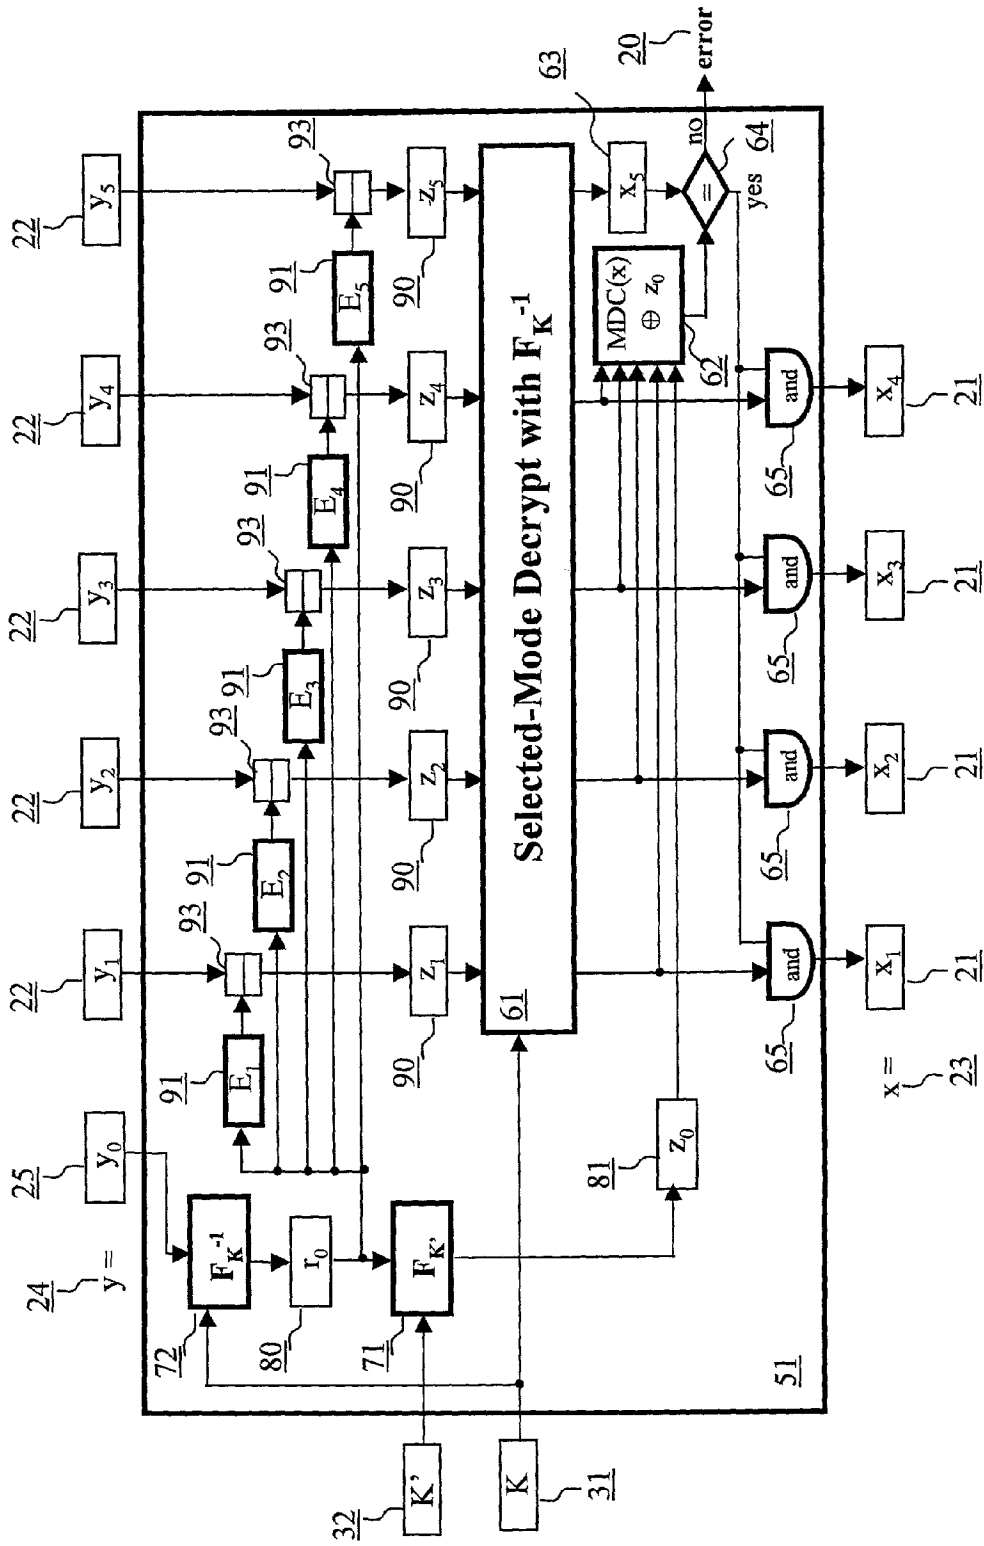 24 y =
25 y₀
22 y₁
22 y₂
22 y₃
22 y₄
22 y₅
72 F_K⁻¹
91 E₁
93
91 E₂
93
91 E₃
93
91 E₄
93
91 E₅
93
80 r₀
90 z₁
90 z₂
90 z₃
90 z₄
90 z₅
32 K'
71 F_K'
31 K
61 Selected-Mode Decrypt with F_K⁻¹
81 z₀
MDC(x)
⊕ z₀
62
x₅ 63
= 64
no
yes
error 20
65 and
65 and
65 and
65 and
51
x =
23
x₁ 21
x₂ 21
x₃ 21
x₄ 21